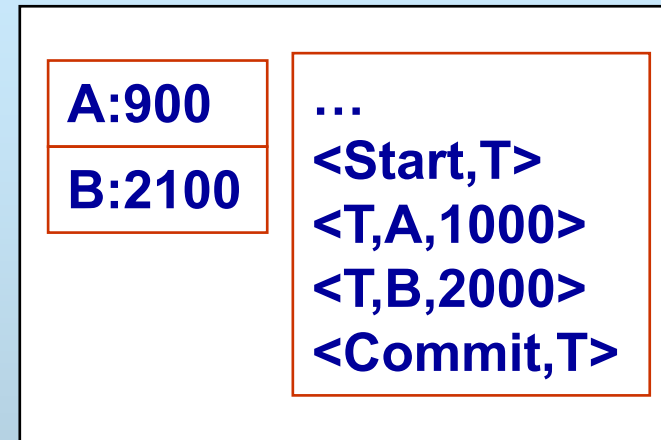 A:900
B:2100
…
<Start,T>
<T,A,1000>
<T,B,2000>
<Commit,T>